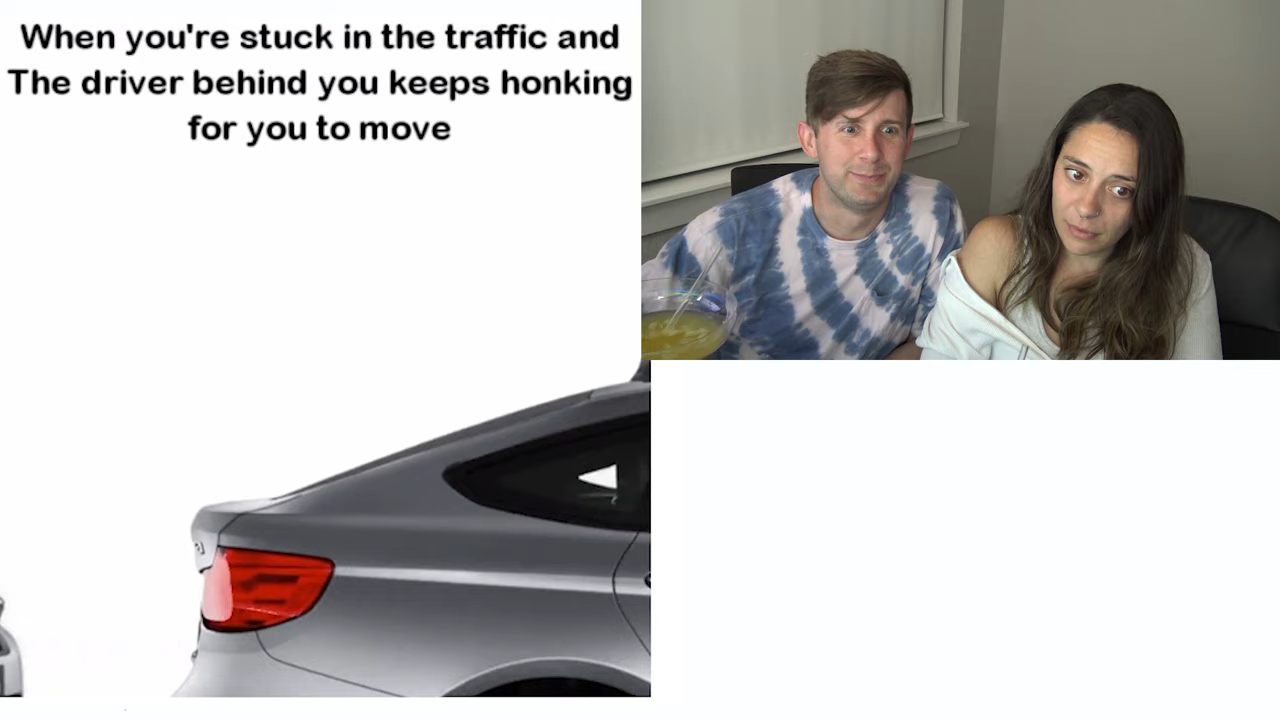 When you're stuck in the traffic and
The driver behind you keeps honking
for you to move